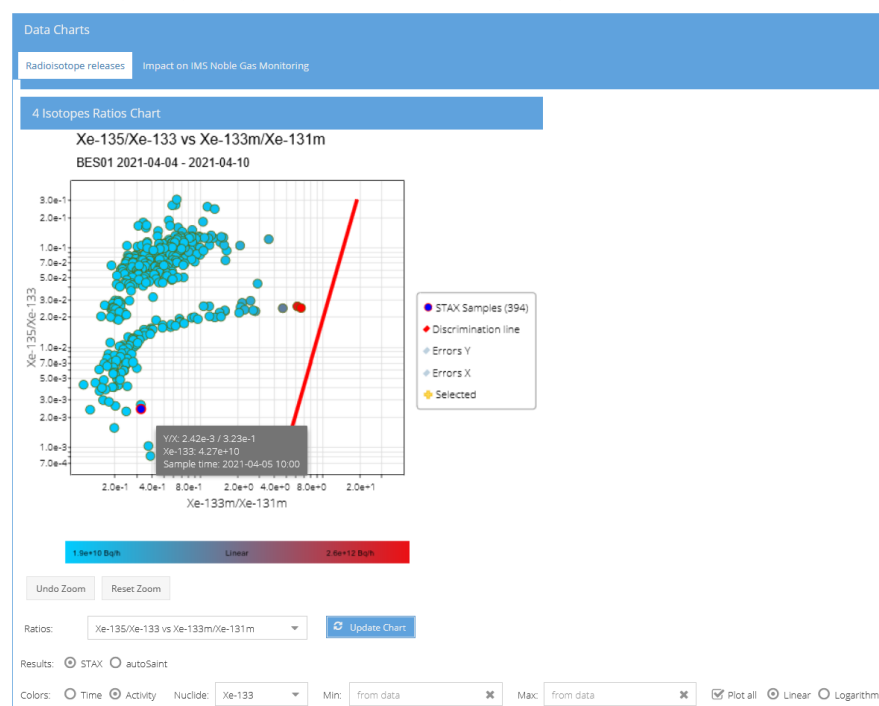 Data Charts
Radioisotope releases Impact on IMS Noble Gas Monitoring
4 Isotopes Ratios Chart
Xe-135/Xe-133 vs Xe-133m/Xe-131m
BES01 2021-04-04 - 2021-04-10
3.0e-1
2.0e-1
1.0e-1
7.0e-2
5.0e-2
3.0e-2
2.0e-2
1.0e-2
7.0e-3
5.0e-3
3.0e-3
2.0e-3
1.0e-3
7.0e-4
Xe-135/Xe-133
STAX Samples (394)
Discrimination line
Errors Y
Errors X
Selected
Y/X: 2.42e-3 / 3.23e-1
Xe-133: 4.27e+10
Sample time: 2021-04-05 10:00
2.0e-1 4.0e-1 8.0e-1 2.0e+0 4.0e+0 8.0e+0 2.0e+1
Xe-133m/Xe-131m
1.9e+10 Bq/h Linear 2.6e+12 Bq/h
Undo Zoom Reset Zoom
Ratios: Xe-135/Xe-133 vs Xe-133m/Xe-131m Update Chart
Results: STAX autoSaint
Colors: Time Activity Nuclide: Xe-133 Min: from data Max: from data Plot all Linear Logarithm